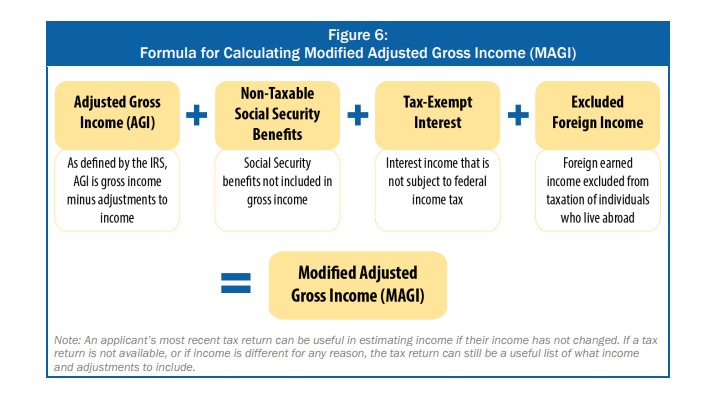 Figure 6:
Formula for Calculating Modified Adjusted Gross Income (MAGI)
Adjusted Gross
Income (AGI)
+
Non-Taxable
Social Security
Benefits
+
Tax-Exempt
Interest
+
Excluded
Foreign Income
As defined by the IRS,
AGI is gross income
minus adjustments to
income
Social Security
benefits not included in
gross income
Interest income that is
not subject to federal
income tax
Foreign earned
income excluded from
taxation of individuals
who live abroad
=
Modified Adjusted
Gross Income (MAGI)
Note: An applicant's most recent tax return can be useful in estimating income if their income has not changed. If a tax
return is not available, or if income is different for any reason, the tax return can still be a useful list of what income
and adjustments to include.